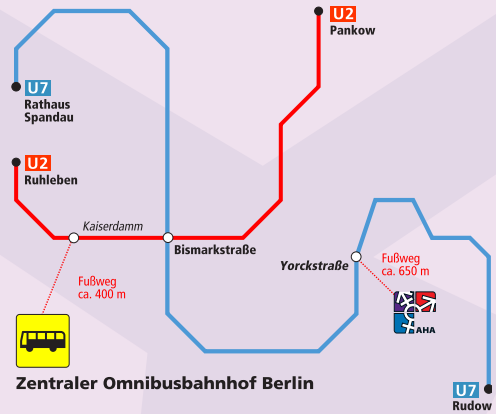 U2
Pankow
U7
Rathaus
Spandau
U2
Ruhleben
Kaiserdamm
Bismarkstraße
Yorckstraße
Fußweg
ca. 650 m
Fußweg
ca. 400 m
AHA
Zentraler Omnibusbahnhof Berlin
U7
Rudow